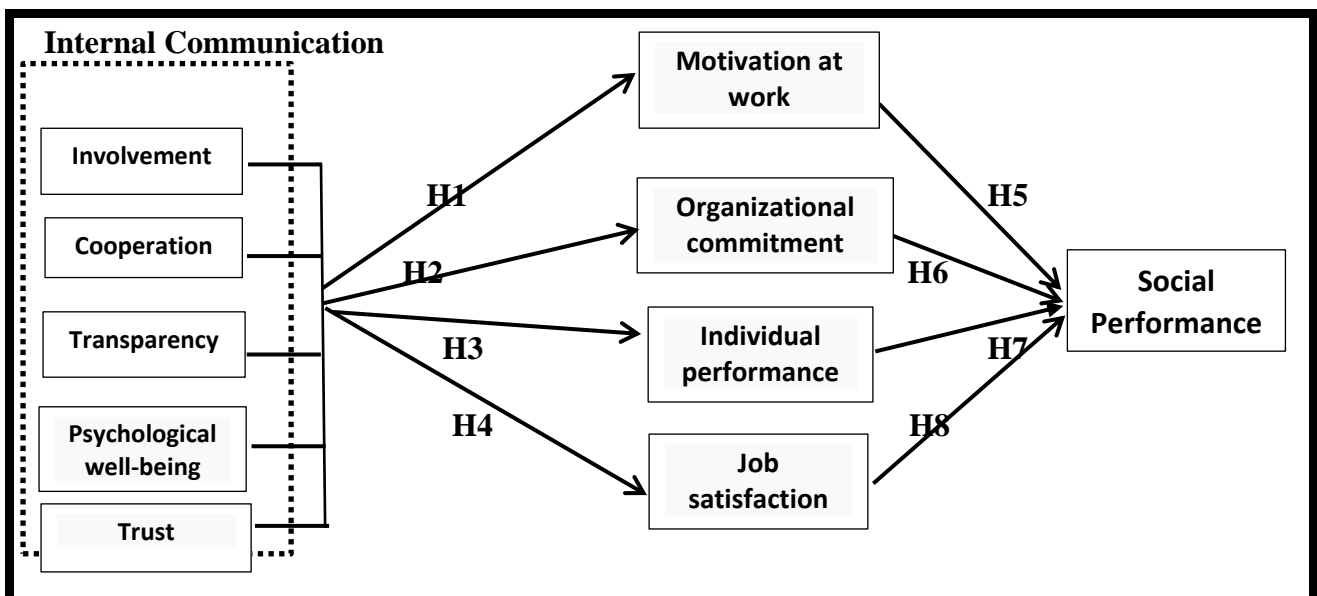 Internal Communication
Involvement
Cooperation
Transparency
Psychological
well-being
Trust
H1
H2
H3
H4
Motivation at
work
Organizational
commitment
Individual
performance
Job
satisfaction
H5
H6
H7
H8
Social
Performance